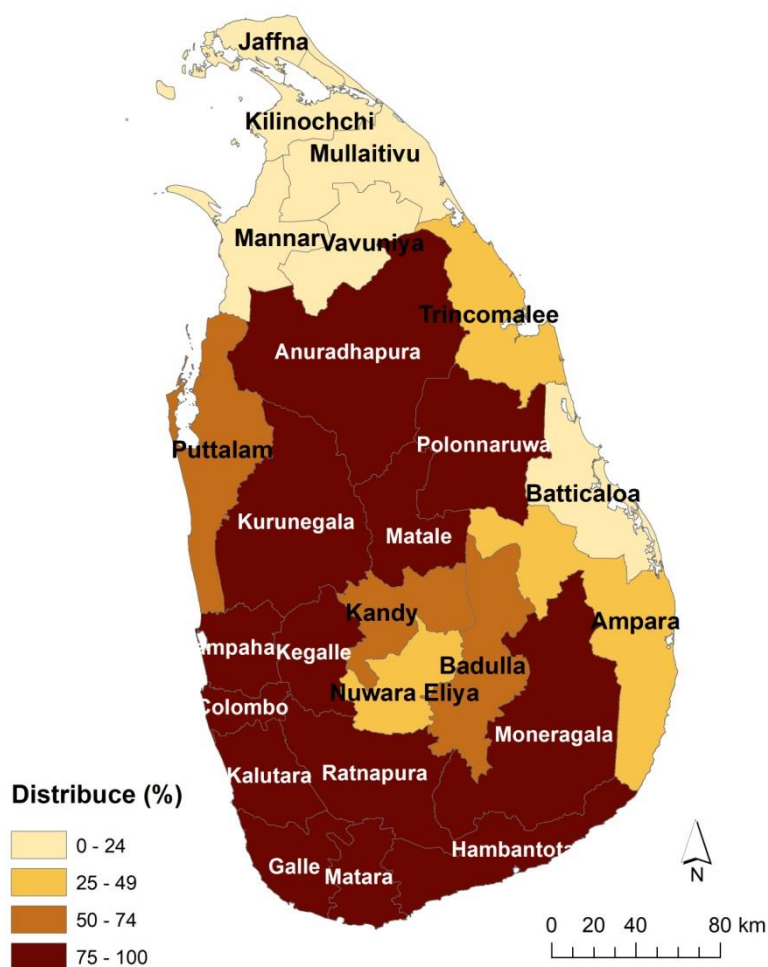 Jaffna
Kilinochchi
Mullaitivu
Mannar
Vavuniya
Trincomalee
Anuradhapura
Polonnaruwa
Puttalam
Batticaloa
Kurunegala
Matale
Kandy
Ampara
ampaha
Kegalle
Badulla
Nuwara Eliya
Colombo
Moneragala
Kalutara
Ratnapura
Hambantota
Galle
Matara
Distribuce (%)
0 - 24
25 - 49
50 - 74
75 - 100
N
0 20 40 80 km